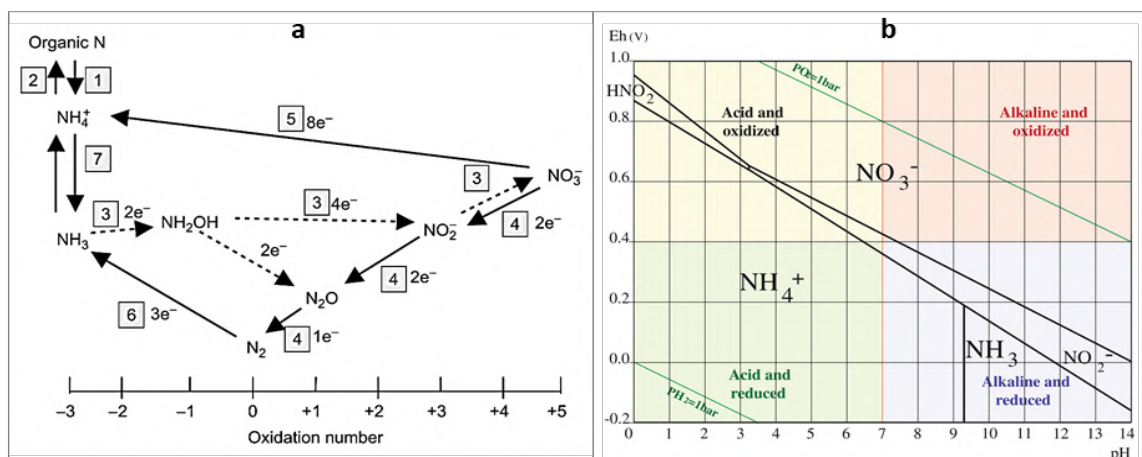 a
Organic N
2
1
NH₄⁺
5 8e⁻
7
3
NO₃⁻
3 2e⁻
NH₂OH
3 4e⁻
NO₂⁻
4 2e⁻
NH₃
2e⁻
4 2e⁻
N₂O
6 3e⁻
4 1e⁻
N₂
−3 −2 −1 0 +1 +2 +3 +4 +5
Oxidation number
b
Eh (V)
1.0
HNO₂
0.8
0.6
0.4
0.2
0.0
-0.2
PO₂=1bar
Acid and
oxidized
Alkaline and
oxidized
NO₃⁻
NH₄⁺
NH₃
NO₂⁻
Acid and
reduced
Alkaline and
reduced
PH₂=1bar
0 1 2 3 4 5 6 7 8 9 10 11 12 13 14
pH